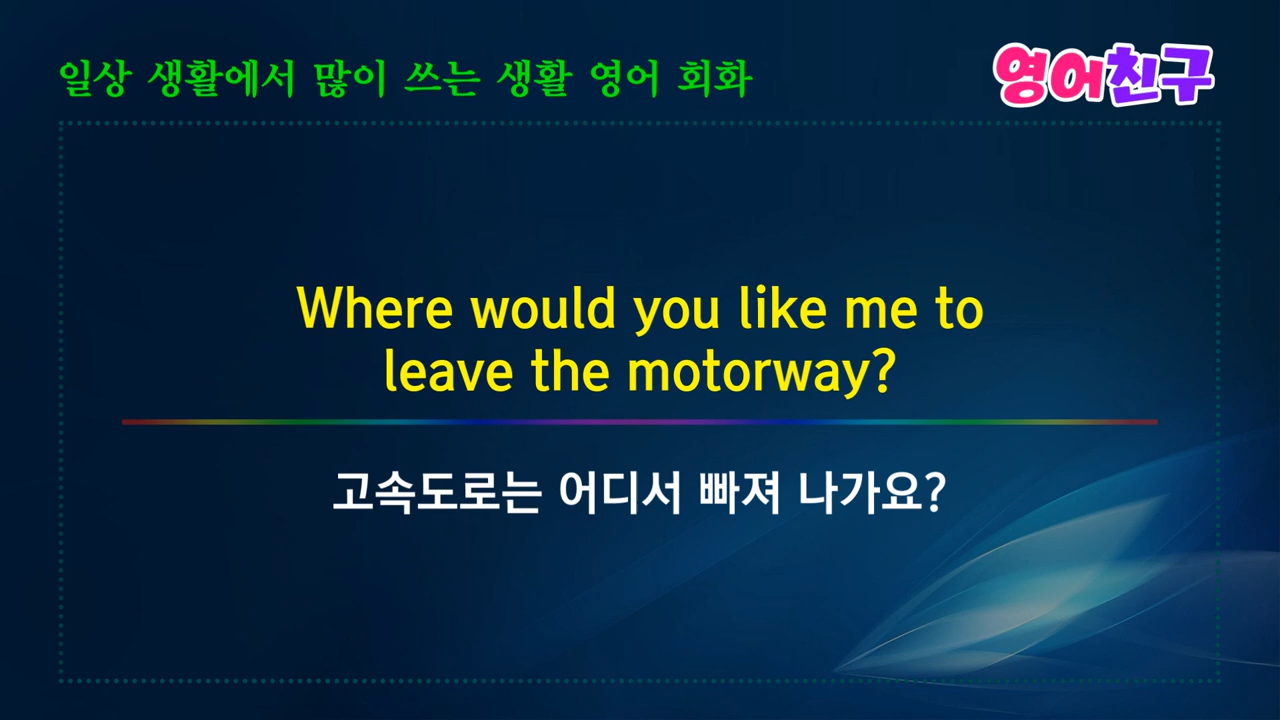 일상 생활에서 많이 쓰는 생활 영어 회화
영어친구
Where would you like me to
leave the motorway?
고속도로는 어디서 빠져 나가요?